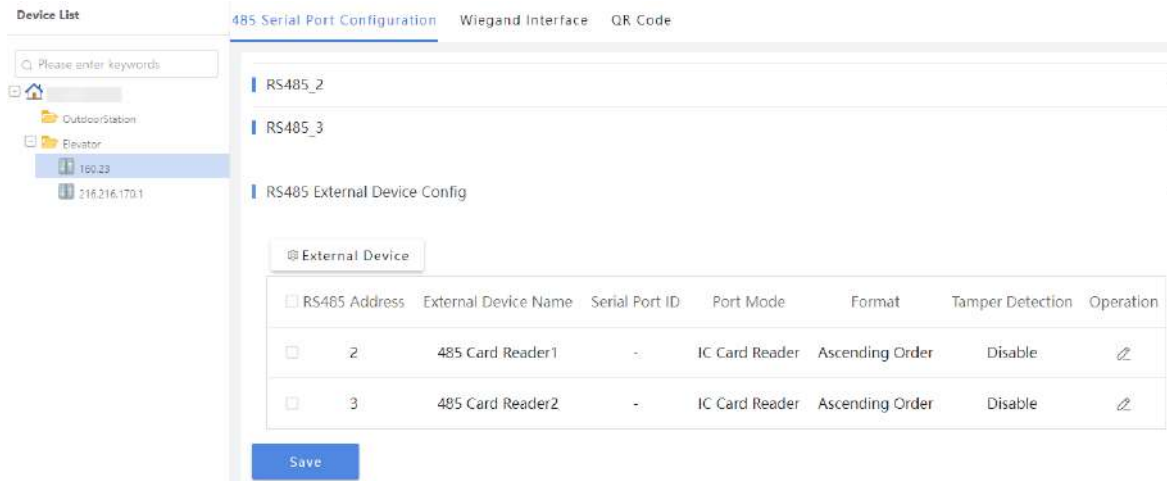 Device List
485 Serial Port Configuration Wiegand Interface QR Code
Please enter keywords
OutdoorStation
Elevator
160.23
216.216.170.1
RS485_2
RS485_3
RS485 External Device Config
External Device
RS485 Address External Device Name Serial Port ID Port Mode Format Tamper Detection Operation
2 485 Card Reader1 - IC Card Reader Ascending Order Disable
3 485 Card Reader2 - IC Card Reader Ascending Order Disable
Save